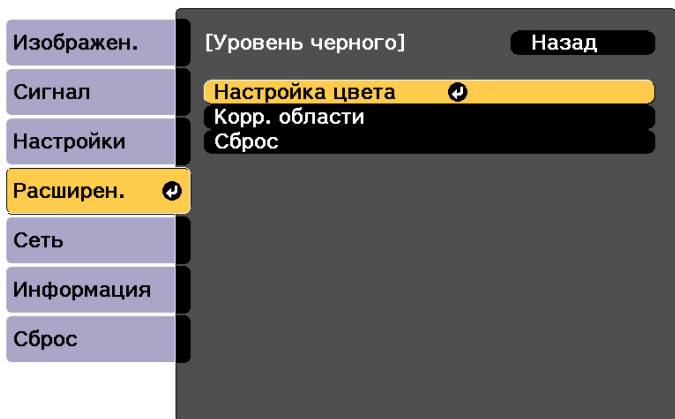 Изображен.
Сигнал
Настройки
Расширен.
Сеть
Информация
Сброс
[Уровень черного]
Назад
Настройка цвета
Корр. области
Сброс